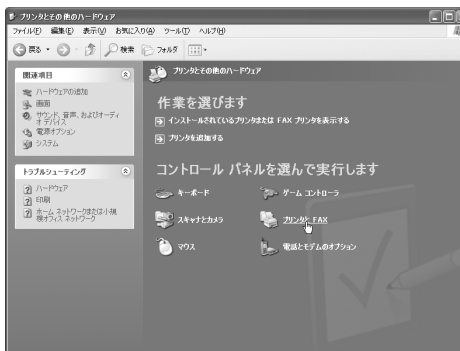 プリンタとその他のハードウェア
ファイル(F) 編集(E) 表示(V) お気に入り(A) ツール(T) ヘルプ(H)
戻る 検索 フォルダ
関連項目
ハードウェアの追加
画面
サウンド、音声、およびオーディオ デバイス
電源オプション
システム
トラブルシューティング
ハードウェア
印刷
ホーム ネットワークまたは小規模オフィス ネットワーク
プリンタとその他のハードウェア
作業を選びます
インストールされているプリンタまたは FAX プリンタを表示する
プリンタを追加する
コントロール パネルを選んで実行します
キーボード
ゲーム コントローラ
スキャナとカメラ
プリンタと FAX
マウス
電話とモデムのオプション